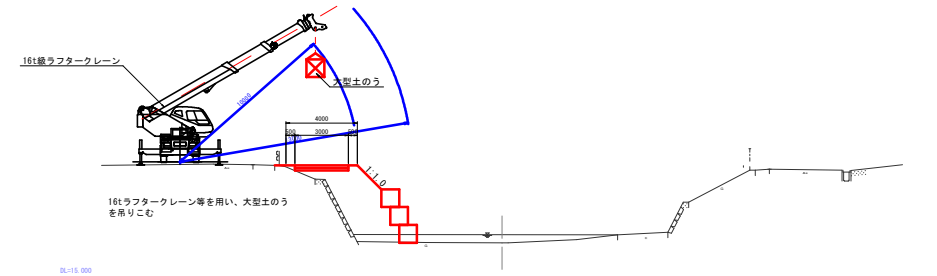 16t級ラフタークレーン
大型土のう
19000
4000
500
3000
500
1:1.0
16tラフタークレーン等を用い、大型土のう
を吊りこむ
DL=15.000